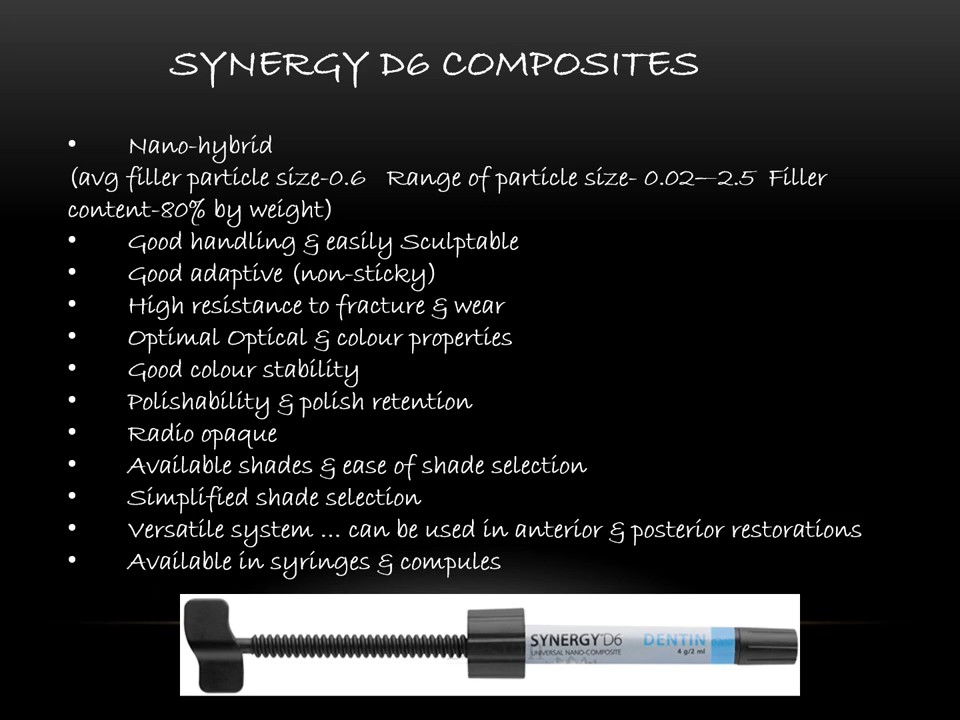 SYNERGY D6 COMPOSITES
• Nano-hybrid
(avg filler particle size-0.6 Range of particle size- 0.02—2.5 Filler
content-80% by weight)
• Good handling & easily Sculptable
• Good adaptive (non-sticky)
• High resistance to fracture & wear
• Optimal Optical & colour properties
• Good colour stability
• Polishability & polish retention
• Radio opaque
• Available shades & ease of shade selection
• Simplified shade selection
• Versatile system ... can be used in anterior & posterior restorations
• Available in syringes & compules
SYNERGY D6 DENTIN
UNIVERSAL NANO-COMPOSITE 4 g/2 ml